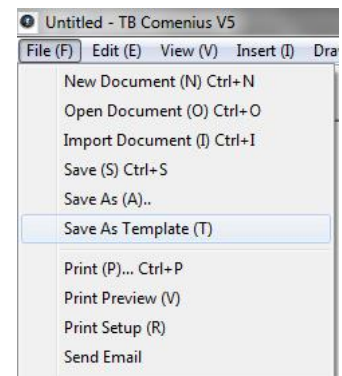 Untitled - TB Comenius V5
File (F) Edit (E) View (V) Insert (I) Dra
New Document (N) Ctrl+N
Open Document (O) Ctrl+O
Import Document (I) Ctrl+I
Save (S) Ctrl+S
Save As (A)..
Save As Template (T)
Print (P)... Ctrl+P
Print Preview (V)
Print Setup (R)
Send Email